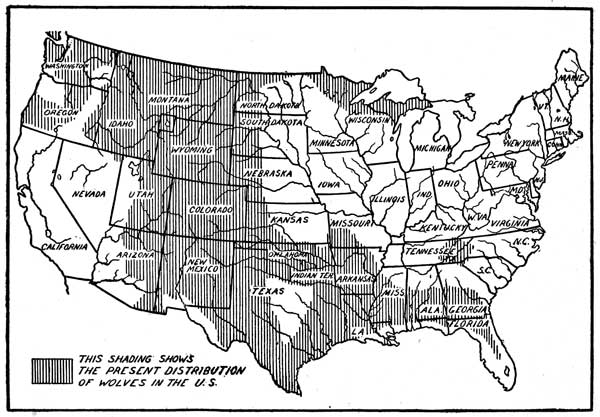 WASHINGTON
OREGON
IDAHO
MONTANA
NORTH DAKOTA
SOUTH DAKOTA
WYOMING
NEBRASKA
MINNESOTA
WISCONSIN
MICHIGAN
IOWA
ILLINOIS
IND.
OHIO
PENNA
NEW YORK
VT.
N.H.
MAINE
MASS
CONN
N.J.
MD.
W.VA.
VIRGINIA
KENTUCKY
NEVADA
UTAH
COLORADO
KANSAS
MISSOURI
CALIFORNIA
ARIZONA
NEW
MEXICO
OKLAHOMA
INDIAN TER.
TEXAS
ARKANSAS
TENNESSEE
N.C.
S.C.
MISS.
ALA.
GEORGIA
FLORIDA
LA.
THIS SHADING SHOWS
THE PRESENT DISTRIBUTION
OF WOLVES IN THE U.S.